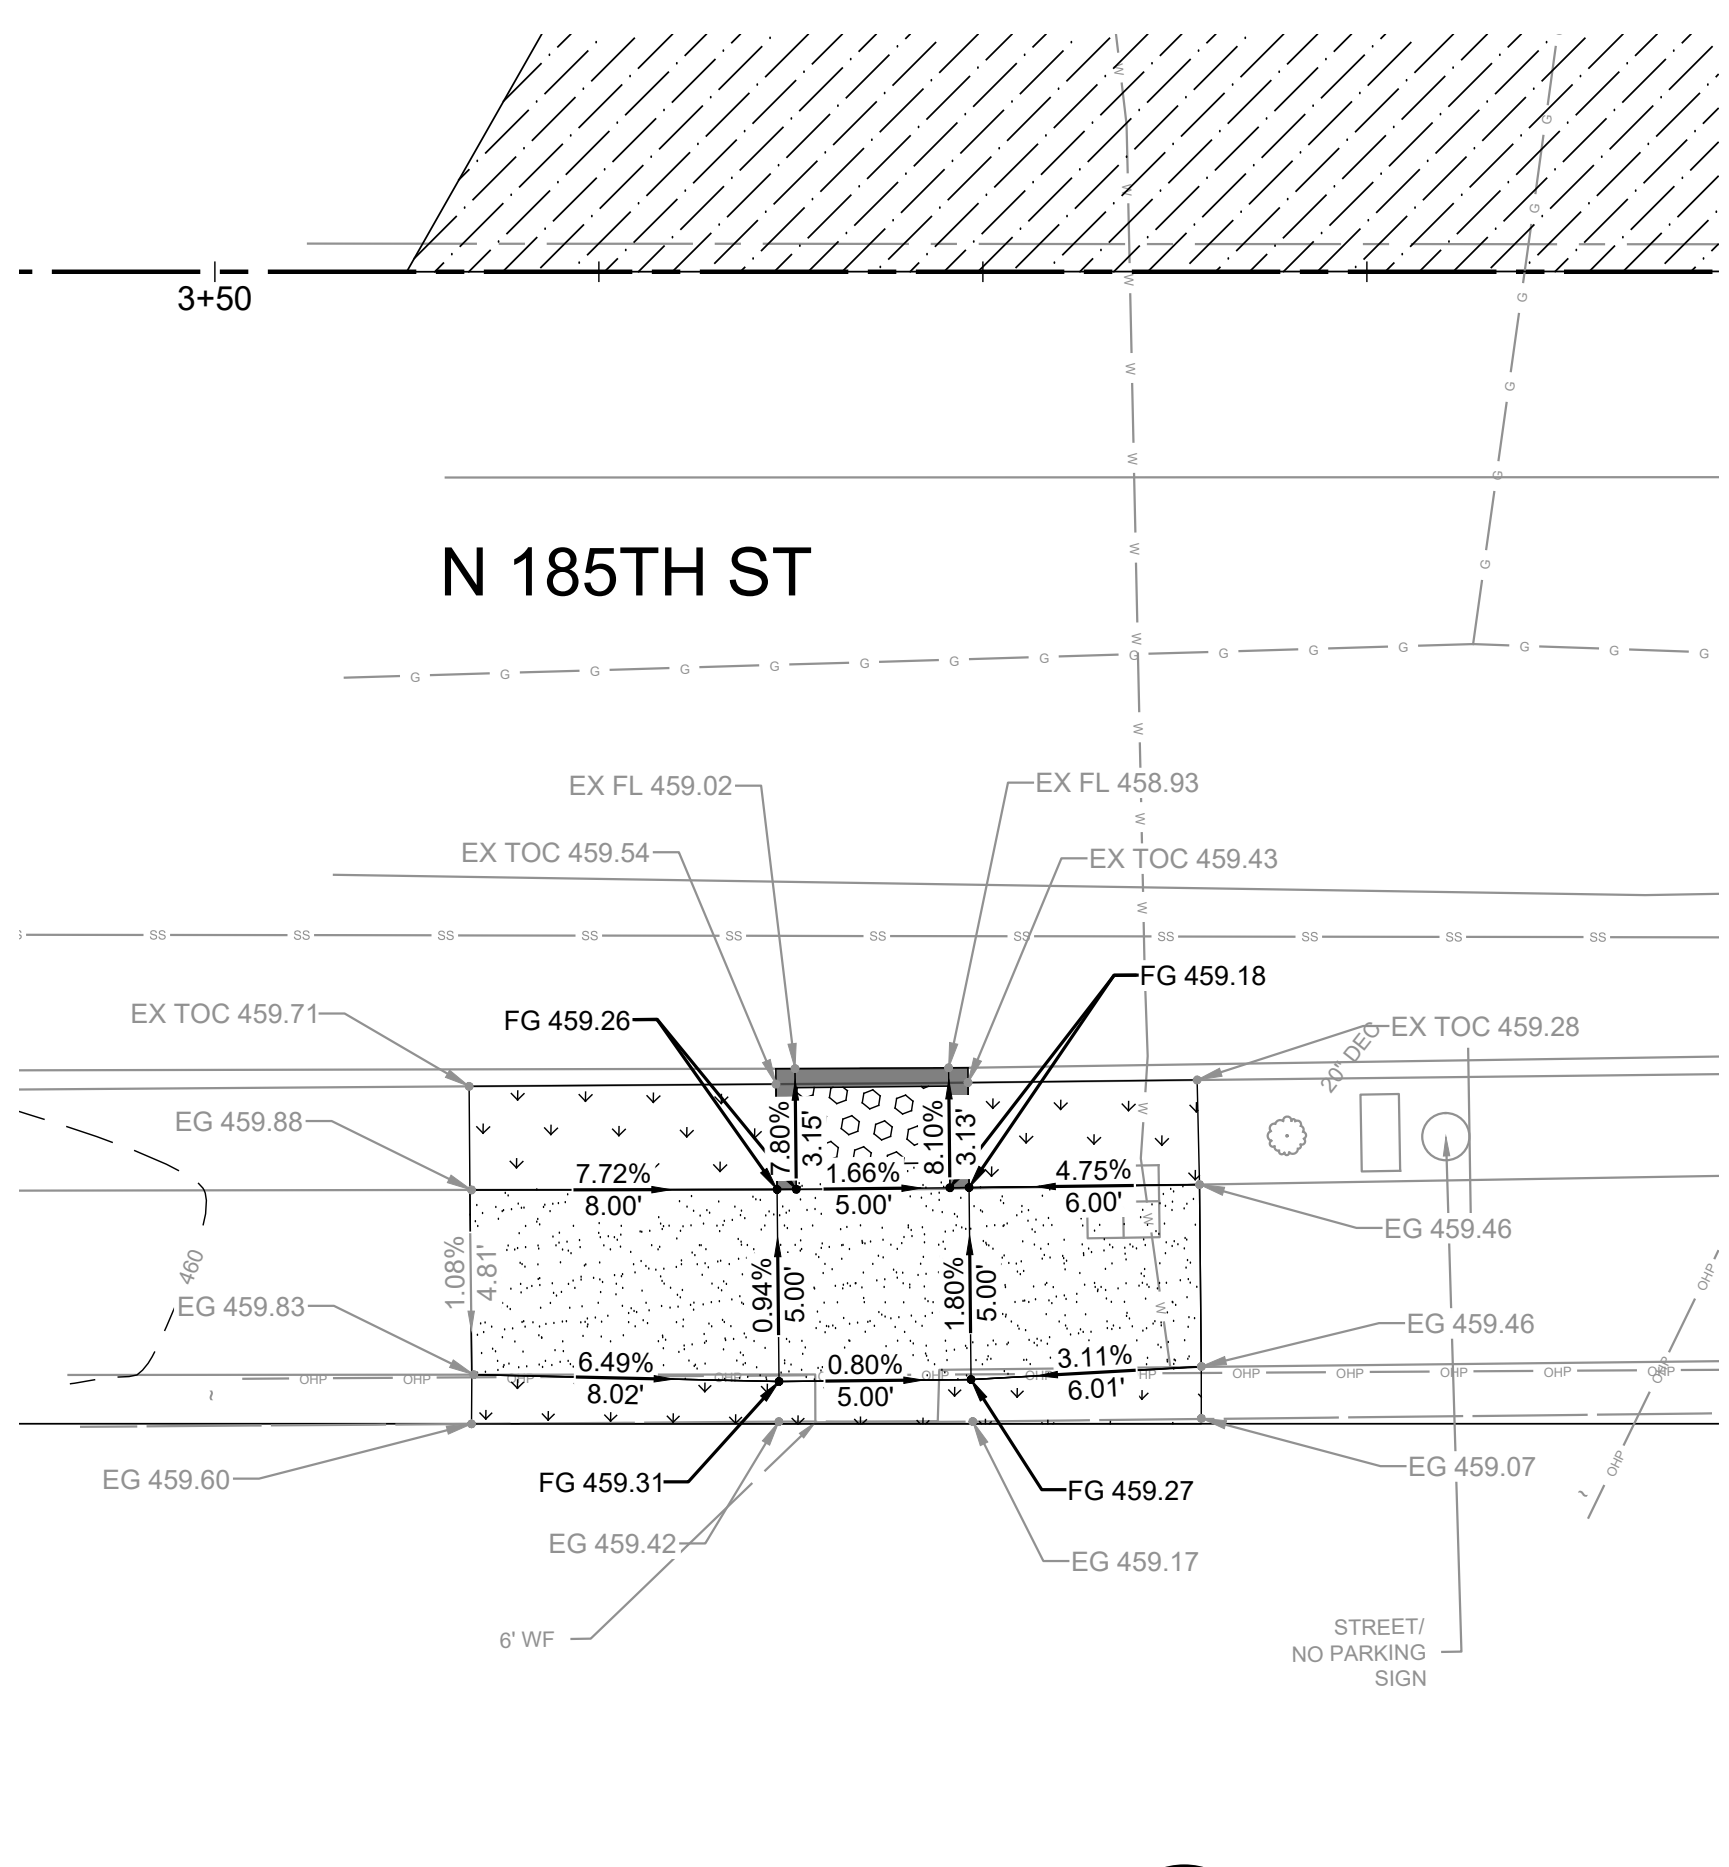 3+50
N 185TH ST
W
G
SS
OHP
EX FL 459.02
EX FL 458.93
EX TOC 459.54
EX TOC 459.43
FG 459.18
EX TOC 459.71
FG 459.26
EX TOC 459.28
20" DEC
EG 459.88
7.80%
3.15'
8.10%
3.13'
7.72%
8.00'
1.66%
5.00'
4.75%
6.00'
EG 459.46
460
1.08%
4.81'
0.94%
5.00'
1.80%
5.00'
EG 459.83
EG 459.46
6.49%
8.02'
0.80%
5.00'
3.11%
6.01'
EG 459.60
FG 459.31
FG 459.27
EG 459.07
EG 459.42
EG 459.17
6' WF
STREET/
NO PARKING
SIGN